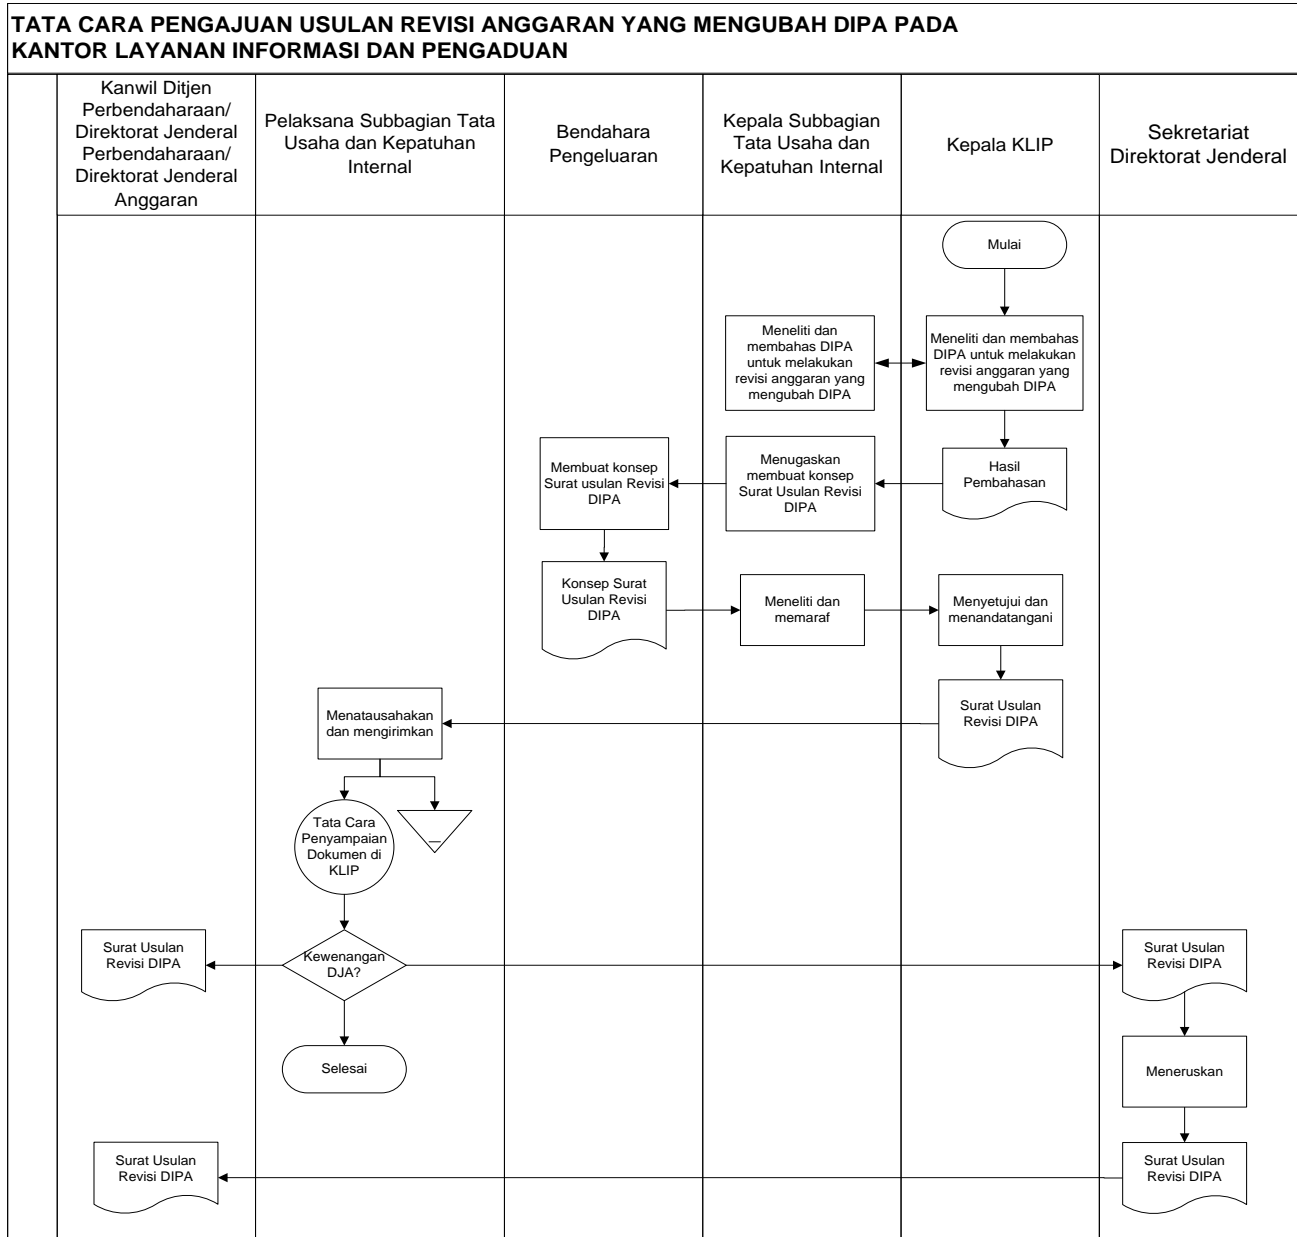 TATA CARA PENGAJUAN USULAN REVISI ANGGARAN YANG MENGUBAH DIPA PADA
KANTOR LAYANAN INFORMASI DAN PENGADUAN
Kanwil Ditjen
Perbendaharaan/
Direktorat Jenderal
Perbendaharaan/
Direktorat Jenderal
Anggaran
Pelaksana Subbagian Tata
Usaha dan Kepatuhan
Internal
Bendahara
Pengeluaran
Kepala Subbagian
Tata Usaha dan
Kepatuhan Internal
Kepala KLIP
Sekretariat
Direktorat Jenderal
Mulai
Meneliti dan
membahas DIPA
untuk melakukan
revisi anggaran yang
mengubah DIPA
Meneliti dan membahas
DIPA untuk melakukan
revisi anggaran yang
mengubah DIPA
Membuat konsep
Surat usulan Revisi
DIPA
Menugaskan
membuat konsep
Surat Usulan Revisi
DIPA
Hasil
Pembahasan
Konsep Surat
Usulan Revisi
DIPA
Meneliti dan
memaraf
Menyetujui dan
menandatangani
Menatausahakan
dan mengirimkan
Surat Usulan
Revisi DIPA
Tata Cara
Penyampaian
Dokumen di
KLIP
Surat Usulan
Revisi DIPA
Kewenangan
DJA?
Surat Usulan
Revisi DIPA
Selesai
Meneruskan
Surat Usulan
Revisi DIPA
Surat Usulan
Revisi DIPA